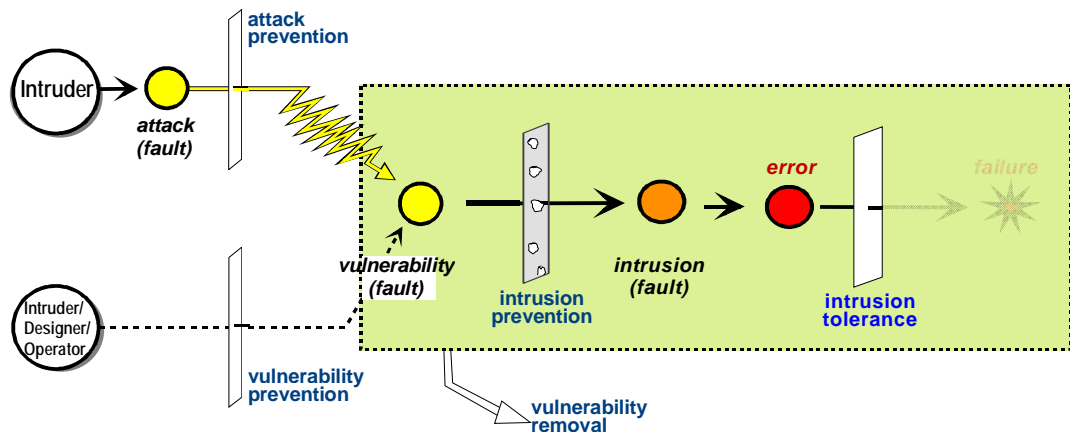 attack
prevention
Intruder
attack
(fault)
error
failure
vulnerability
(fault)
intrusion
(fault)
intrusion
prevention
intrusion
tolerance
Intruder/
Designer/
Operator
vulnerability
prevention
vulnerability
removal